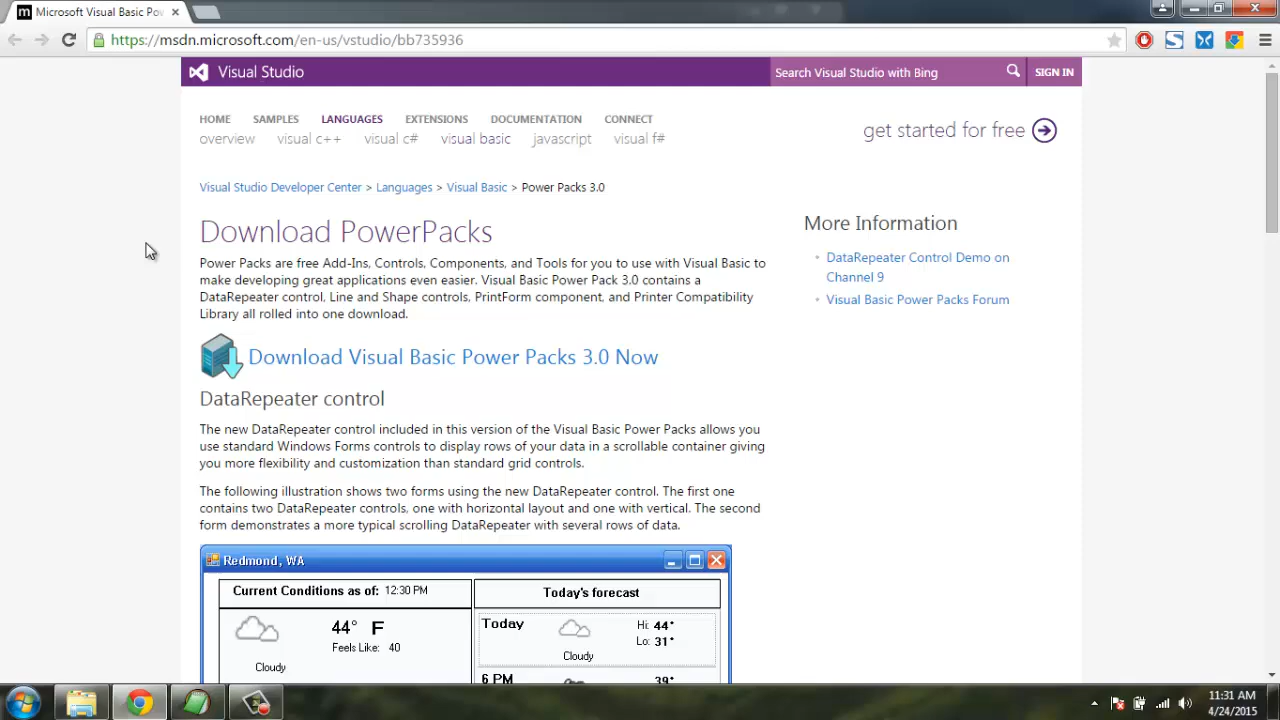 Microsoft Visual Basic Pov
https://msdn.microsoft.com/en-us/vstudio/bb735936
Visual Studio
Search Visual Studio with Bing
SIGN IN
HOME SAMPLES LANGUAGES EXTENSIONS DOCUMENTATION CONNECT
overview visual c++ visual c# visual basic javascript visual f#
get started for free
Visual Studio Developer Center > Languages > Visual Basic > Power Packs 3.0
Download PowerPacks
Power Packs are free Add-Ins, Controls, Components, and Tools for you to use with Visual Basic to
make developing great applications even easier. Visual Basic Power Pack 3.0 contains a
DataRepeater control, Line and Shape controls, PrintForm component, and Printer Compatibility
Library all rolled into one download.
Download Visual Basic Power Packs 3.0 Now
DataRepeater control
The new DataRepeater control included in this version of the Visual Basic Power Packs allows you
use standard Windows Forms controls to display rows of your data in a scrollable container giving
you more flexibility and customization than standard grid controls.
The following illustration shows two forms using the new DataRepeater control. The first one
contains two DataRepeater controls, one with horizontal layout and one with vertical. The second
form demonstrates a more typical scrolling DataRepeater with several rows of data.
More Information
DataRepeater Control Demo on
Channel 9
Visual Basic Power Packs Forum
Redmond, WA
Current Conditions as of: 12:30 PM
44° F
Feels Like: 40
Cloudy
Today's forecast
Today
Hi: 44°
Lo: 31°
Cloudy
6 PM
39°
11:31 AM
4/24/2015